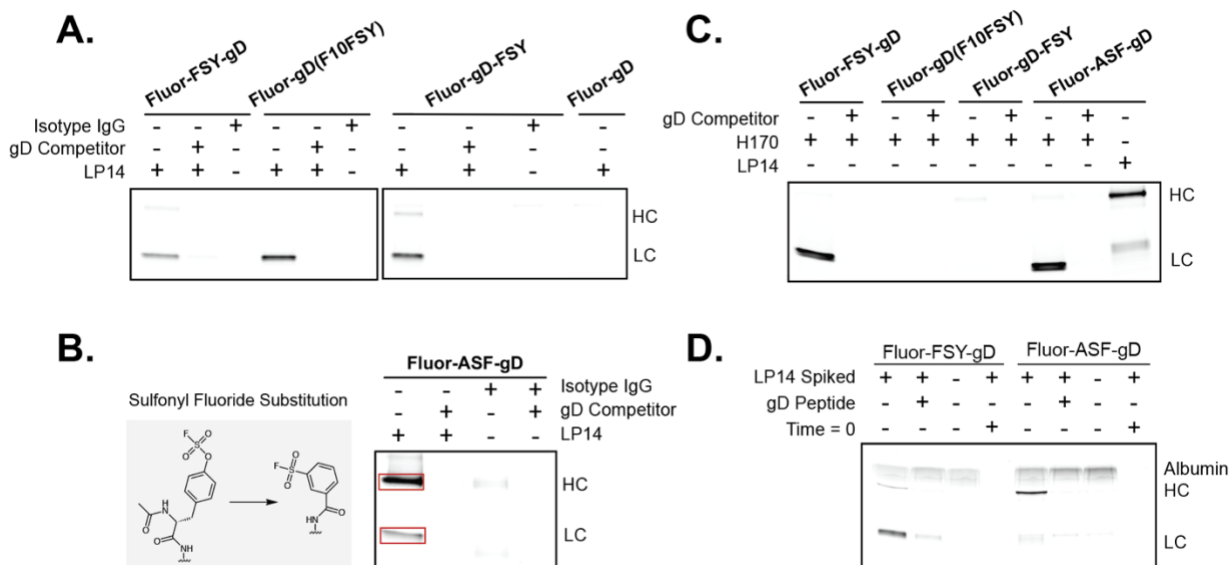 A.
Fluor-FSY-gD Fluor-gD(F10FSY) Fluor-gD-FSY Fluor-gD
Isotype IgG - - + - - + - - + -
gD Competitor - + - - + - - + - -
LP14 + + - + + - + + - +
HC
LC
B.
Sulfonyl Fluoride Substitution
F O S O O O N H O NH
F S O O O HN
Fluor-ASF-gD
- - + + Isotype IgG
- + - + gD Competitor
+ + - - LP14
HC
LC
C.
Fluor-FSY-gD Fluor-gD(F10FSY) Fluor-gD-FSY Fluor-ASF-gD
gD Competitor - + - + - + - + -
H170 + + + + + + + + -
LP14 - - - - - - - - +
HC
LC
D.
Fluor-FSY-gD Fluor-ASF-gD
LP14 Spiked + + - + + + - +
gD Peptide - + - - - + - -
Time = 0 - - - + - - - +
Albumin
HC
LC